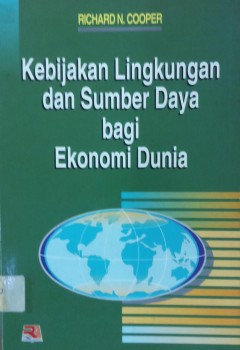 RICHARD N. COOPER
Kebijakan Lingkungan
dan Sumber Daya
bagi
Ekonomi Dunia